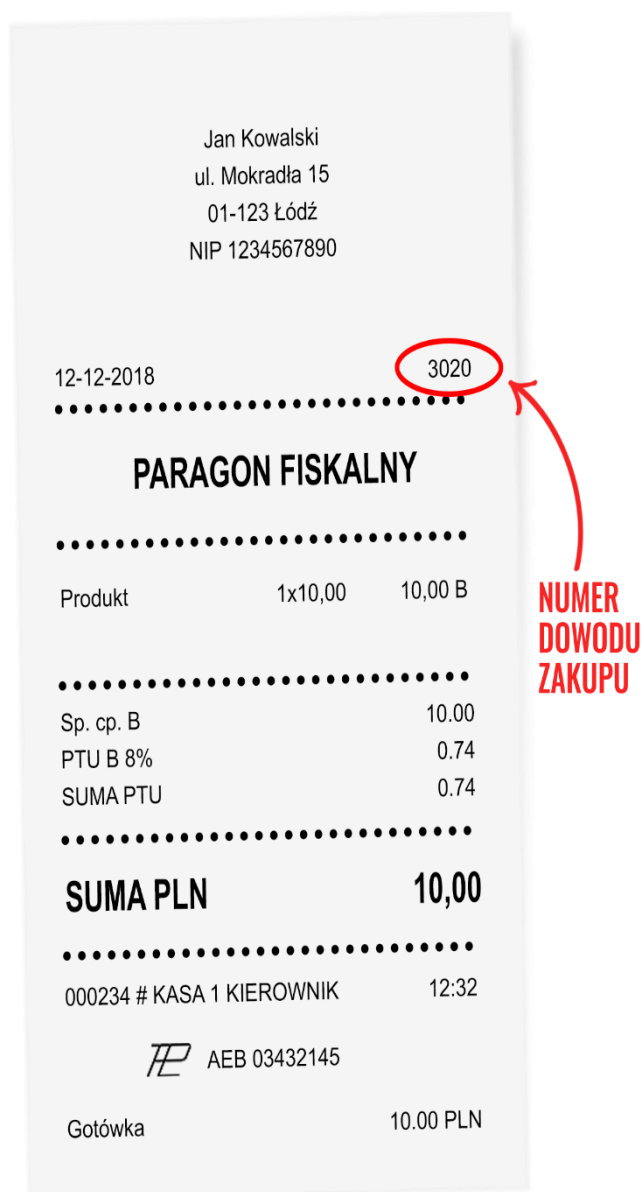 Jan Kowalski
ul. Mokradła 15
01-123 Łódź
NIP 1234567890
12-12-2018 3020
PARAGON FISKALNY
Produkt 1x10,00 10,00 B
NUMER
DOWODU
ZAKUPU
Sp. cp. B 10.00
PTU B 8% 0.74
SUMA PTU 0.74
SUMA PLN 10,00
000234 # KASA 1 KIEROWNIK 12:32
AEB 03432145
Gotówka 10.00 PLN